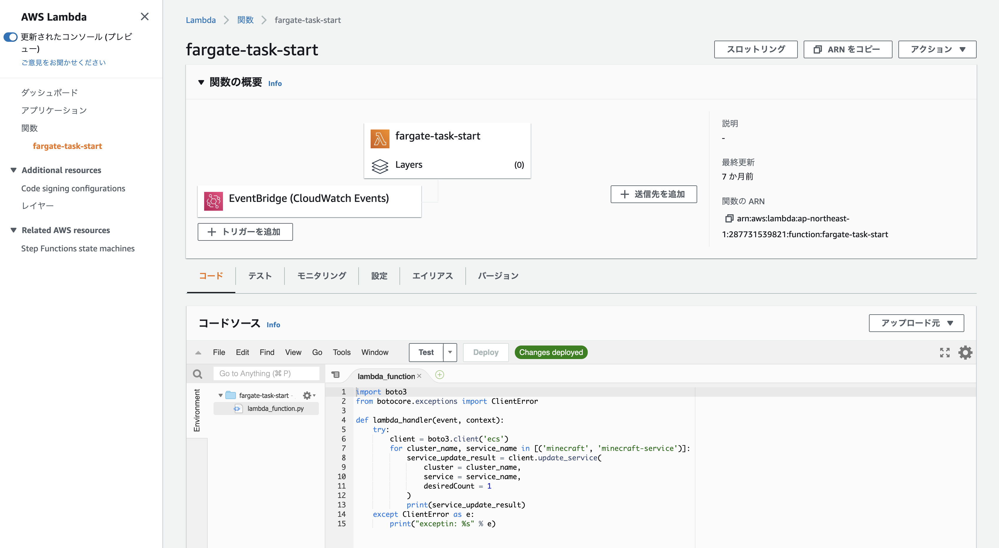 AWS Lambda
更新されたコンソール (プレビ
ュー)
ご意見をお聞かせください
ダッシュボード
アプリケーション
関数
fargate-task-start
Additional resources
Code signing configurations
レイヤー
Related AWS resources
Step Functions state machines
Lambda 関数 fargate-task-start
fargate-task-start
スロットリング ARN をコピー アクション
関数の概要 Info
fargate-task-start
Layers (0)
EventBridge (CloudWatch Events)
トリガーを追加
送信先を追加
説明
-
最終更新
7 か月前
関数の ARN
arn:aws:lambda:ap-northeast-
1:287731539821:function:fargate-task-start
コード テスト モニタリング 設定 エイリアス バージョン
コードソース Info
アップロード元
File Edit Find View Go Tools Window Test Deploy Changes deployed
Go to Anything (⌘ P)
Environment
fargate-task-start -
lambda_function.py
lambda_function
1 import boto3
2 from botocore.exceptions import ClientError
3
4 def lambda_handler(event, context):
5 try:
6 client = boto3.client('ecs')
7 for cluster_name, service_name in [('minecraft', 'minecraft-service')]:
8 service_update_result = client.update_service(
9 cluster = cluster_name,
10 service = service_name,
11 desiredCount = 1
12 )
13 print(service_update_result)
14 except ClientError as e:
15 print("exceptin: %s" % e)